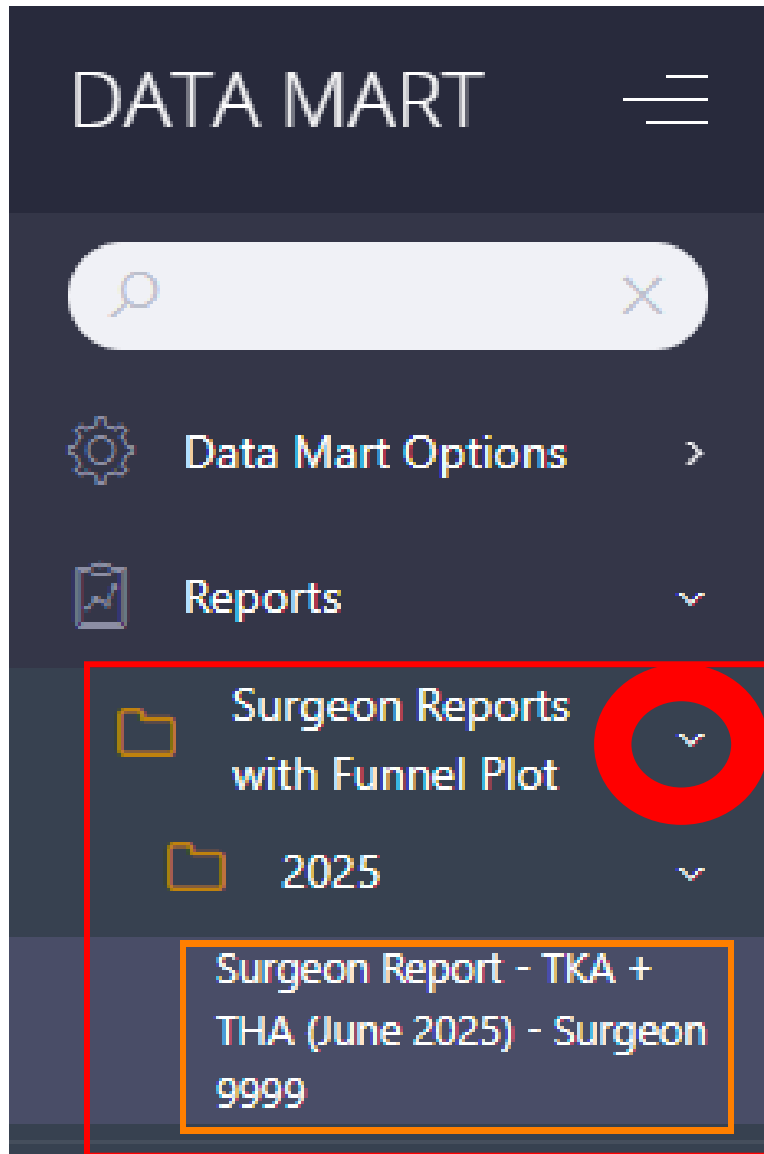 DATA MART
Data Mart Options
Reports
Surgeon Reports
with Funnel Plot
2025
Surgeon Report - TKA +
THA (June 2025) - Surgeon
9999